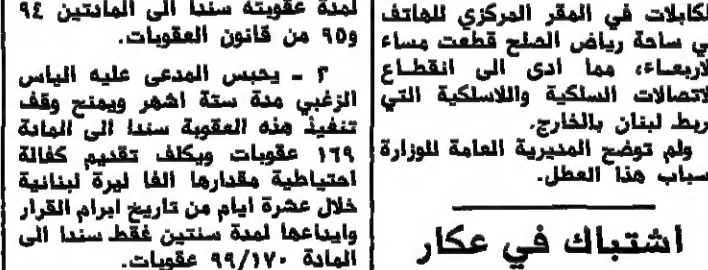 الكابلات في المقر المركزي للهاتف
في ساحة رياض الصلح قطعت مساء
الاربعاء، مما أدى الى انقطاع
الاتصالات السلكية واللاسلكية التي
تربط لبنان بالخارج.
ولم توضح المديرية العامة للوزارة
اسباب هذا العطل.
اشتباك في عكار
لمدة عقوبته سندا الى المادتين ٩٤
و٩٥ من قانون العقوبات.
٢ - يحبس المدعى عليه الياس
الزغبي مدة ستة اشهر ويمنح وقف
تنفيذ هذه العقوبة سندا الى المادة
١٦٩ عقوبات ويكلف تقديم كفالة
احتياطية مقدارها الفا ليرة لبنانية
خلال عشرة ايام من تاريخ ابرام القرار
وايداعها لمدة سنتين فقط سندا الى
المادة ٩٩/١٧٠ عقوبات.